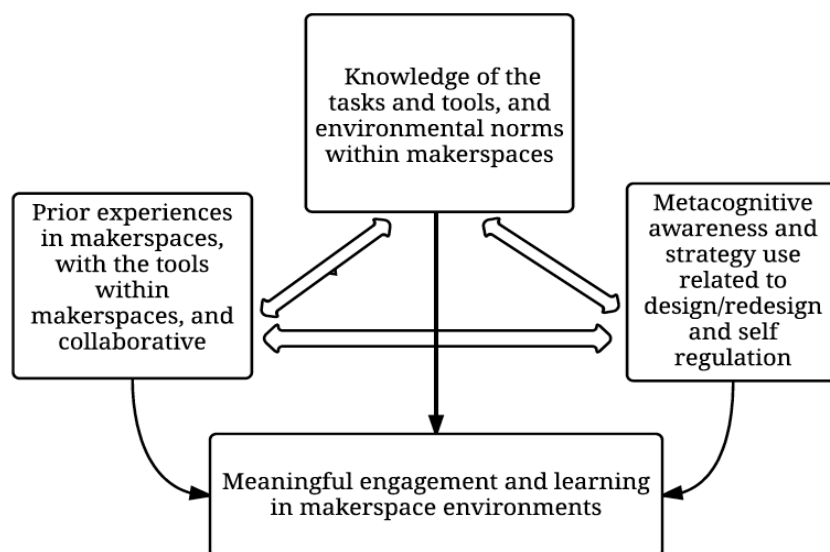 Knowledge of the
tasks and tools, and
environmental norms
within makerspaces
Prior experiences
in makerspaces,
with the tools
within
makerspaces, and
collaborative
Metacognitive
awareness and
strategy use
related to
design/redesign
and self
regulation
Meaningful engagement and learning
in makerspace environments